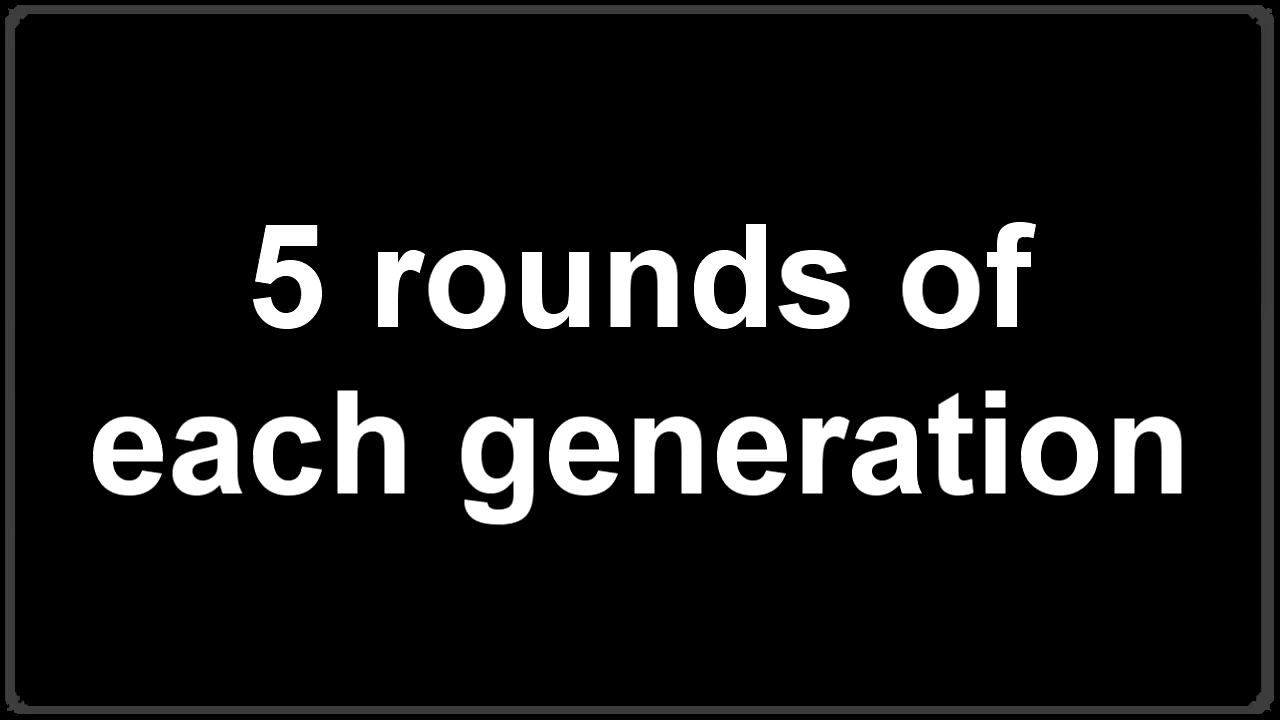 5 rounds of
each generation